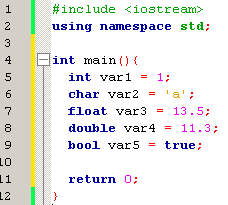 1 #include <iostream>
2 using namespace std;
3
4 int main(){
5 int var1 = 1;
6 char var2 = 'a';
7 float var3 = 13.5;
8 double var4 = 11.3;
9 bool var5 = true;
10
11 return 0;
12 }